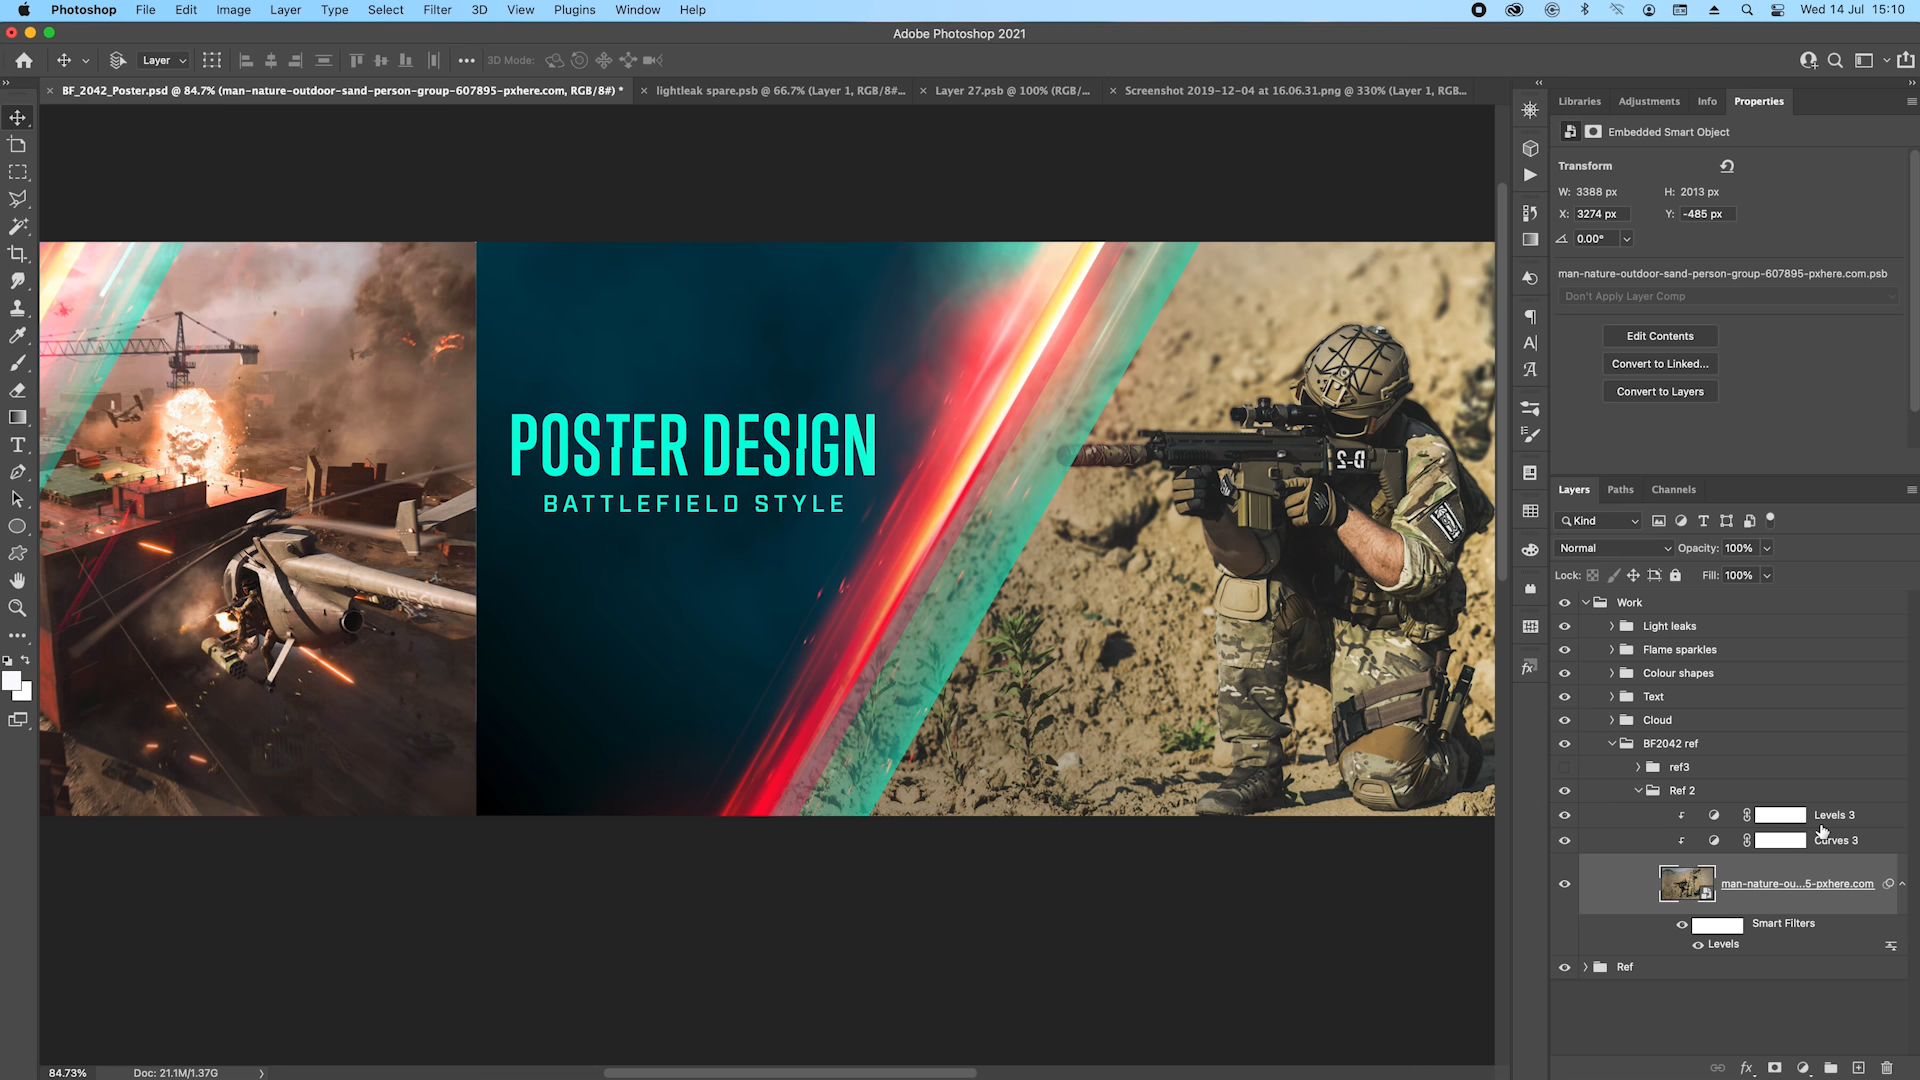 Photoshop File Edit Image Layer Type Select Filter 3D View Plugins Window Help Wed 14 Jul 15:10
Adobe Photoshop 2021
Layer 3D Mode:
BF_2042_Poster.psd @ 84.7% (man-nature-outdoor-sand-person-group-607895-pxhere.com, RGB/8#) * lightleak spare.psb @ 66.7% (Layer 1, RGB/8#... Layer 27.psb @ 100% (RGB/... Screenshot 2019-12-04 at 16.06.31.png @ 330% (Layer 1, RGB...
Libraries Adjustments Info Properties
Embedded Smart Object
Transform
W: 3388 px H: 2013 px
X: 3274 px Y: -485 px
0.00°
man-nature-outdoor-sand-person-group-607895-pxhere.com.psb
Don't Apply Layer Comp
Edit Contents
Convert to Linked...
Convert to Layers
POSTER DESIGN
BATTLEFIELD STYLE
Layers Paths Channels
Kind
Normal Opacity: 100%
Lock: Fill: 100%
Work
Light leaks
Flame sparkles
Colour shapes
Text
Cloud
BF2042 ref
ref3
Ref 2
Levels 3
Curves 3
man-nature-ou...5-pxhere.com
Smart Filters
Levels
Ref
84.73% Doc: 21.1M/1.37G